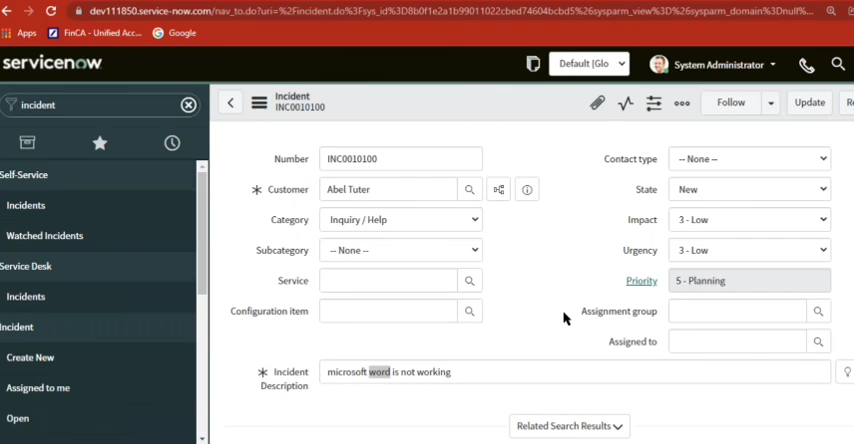 dev111850.service-now.com/nav_to.do?uri=%2Fincident.do%3Fsys_id%3D8b0f1e2a1b99011022cbed74604bcbd5%26sysparm_view%3D%26sysparm_domain%3Dnull%...
Apps FinCA - Unified Acc... Google
servicenow Default [Glo System Administrator
incident
Incident
INC0010100
Follow Update Re
Self-Service
Incidents
Watched Incidents
Service Desk
Incidents
Incident
Create New
Assigned to me
Open
Number INC0010100
Customer Abel Tuter
Category Inquiry / Help
Subcategory -- None --
Service
Configuration item
Contact type -- None --
State New
Impact 3 - Low
Urgency 3 - Low
Priority 5 - Planning
Assignment group
Assigned to
Incident Description microsoft word is not working
Related Search Results